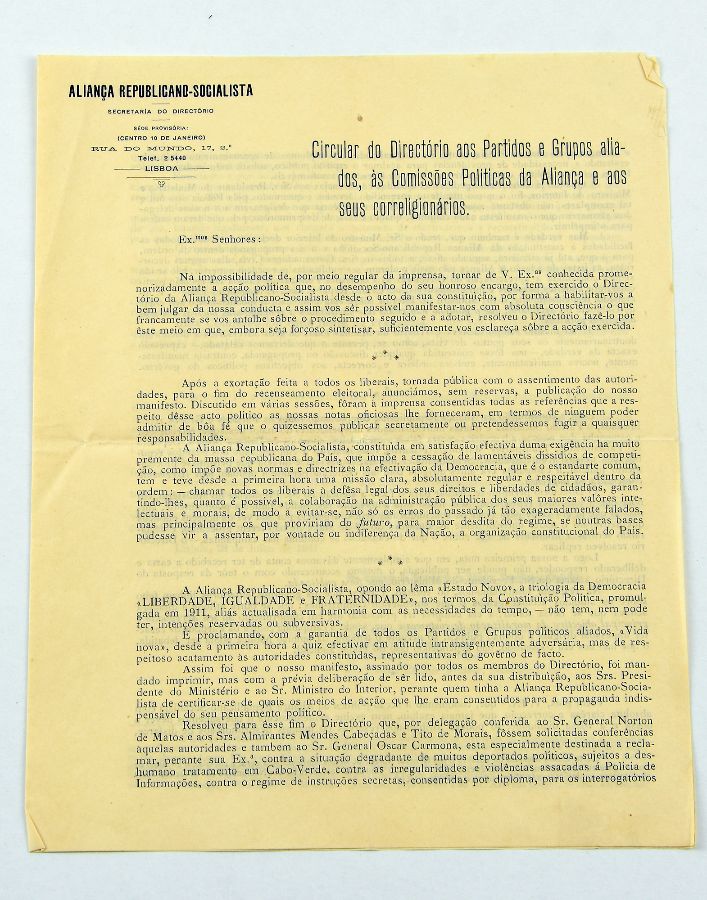 ALIANÇA REPUBLICANO-SOCIALISTA
SECRETARIA DO DIRECTÓRIO
SÉDE PROVISÓRIA:
(CENTRO 10 DE JANEIRO)
RUA DO MUNDO, 17, 2.º
Telef. 2 5440
LISBOA
Circular do Directório aos Partidos e Grupos alia-
dos, às Comissões Políticas da Aliança e aos
seus correligionários.
Ex.mos Senhores:
Na impossibilidade de, por meio regular da imprensa, tornar de V. Ex.as conhecida prome-
norizadamente a acção política que, no desempenho do seu honroso encargo, tem exercido o Direc-
tório da Aliança Republicano-Socialista desde o acto da sua constituição, por forma a habilitar-vos a
bem julgar da nossa conducta e assim vos sêr possível manifestar-nos com absoluta consciência o que
francamente se vos antolhe sôbre o procedimento seguido e a adotar, resolveu o Directório fazê-lo por
êste meio em que, embora seja forçoso sintetisar, suficientemente vos esclareça sôbre a acção exercida.
* * *
Após a exortação feita a todos os liberais, tornada pública com o assentimento das autori-
dades, para o fim do recenseamento eleitoral, anunciámos, sem reservas, a publicação do nosso
manifesto. Discutido em várias sessões, fôram á imprensa consentidas todas as referências que a res-
peito dêsse acto político as nossas notas oficiosas lhe forneceram, em termos de ninguem poder
admitir de bôa fé que o quizessemos publicar secretamente ou pretendessemos fugir a quaisquer
responsabilidades.
A Aliança Republicano-Socialista, constituída em satisfação efectiva duma exigência ha muito
premente da massa republicana do País, que impõe a cessação de lamentáveis dissídios de competi-
ção, como impõe novas normas e directrizes na efectivação da Democracia, que é o estandarte comum,
tem e teve desde a primeira hora uma missão clara, absolutamente regular e respeitável dentro da
ordem: — chamar todos os liberais à defêsa legal dos seus direitos e liberdades de cidadãos, garan-
tindo-lhes, quanto é possível, a colaboração na administração pública dos seus maiores valôres inte-
lectuais e morais, de modo a evitar-se, não só os erros do passado já tão exageradamente falados,
mas principalmente os que proviriam do futuro, para maior desdita do regime, se noutras bases
pudesse vir a assentar, por vontade ou indiferença da Nação, a organização constitucional do País.
* * *
A Aliança Republicano-Socialista, opondo ao lêma «Estado Novo», a triologia da Democracia
«LIBERDADE, IGUALDADE e FRATERNIDADE», nos termos da Constituïção Política, promul-
gada em 1911, aliás actualisada em harmonia com as necessidades do tempo, — não tem, nem pode
ter, intenções reservadas ou subversivas.
E proclamando, com a garantia de todos os Partidos e Grupos políticos aliados, «Vida
nova», desde a primeira hora a quiz efectivar em atitude intransigentemente adversária, mas de res-
peitoso acatamento às autoridades constituídas, representativas do govêrno de facto.
Assim foi que o nosso manifesto, assinado por todos os membros do Directório, foi man-
dado imprimir, mas com a prévia deliberação de sêr lido, antes da sua distribuição, aos Srs. Presi-
dente do Ministério e ao Sr. Ministro do Interior, perante quem tinha a Aliança Republicano-Socia-
lista de certificar-se de quais os meios de acção que lhe eram consentidos para a propaganda indis-
pensável do seu pensamento político.
Resolveu para êsse fim o Directório que, por delegação conferida ao Sr. General Norton
de Matos e aos Srs. Almirantes Mendes Cabeçadas e Tito de Morais, fôssem solicitadas conferências
aquelas autoridades e tambem ao Sr. General Oscar Carmona, esta especialmente destinada a recla-
mar, perante sua Ex.ª, contra a situação degradante de muitos deportados políticos, sujeitos a des-
humano tratamento em Cabo-Verde, contra as irregularidades e violências assacadas á Polícia de
Informações, contra o regime de instruções secretas, consentidas por diploma, para os interrogatórios